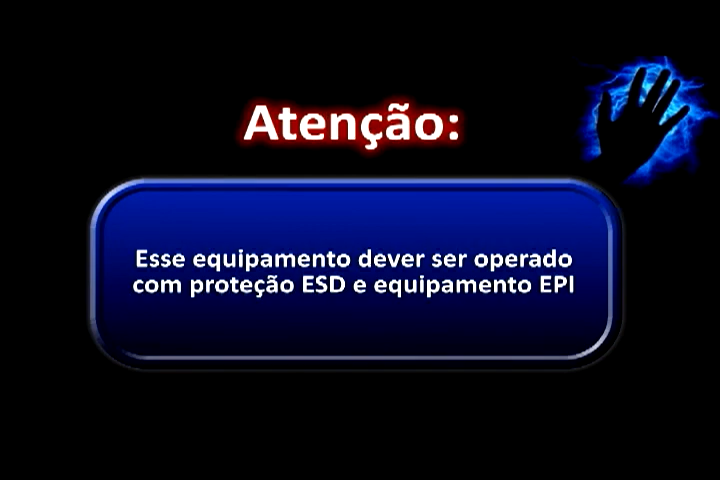 Atenção:
Esse equipamento dever ser operado
com proteção ESD e equipamento EPI